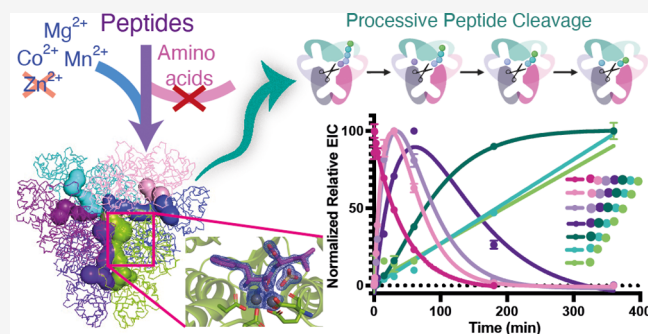 Mg2+
Co2+ Mn2+
Zn2+
Peptides
Amino
acids
Processive Peptide Cleavage
Normalized Relative EIC
100
50
0
0
100
200
300
400
Time (min)